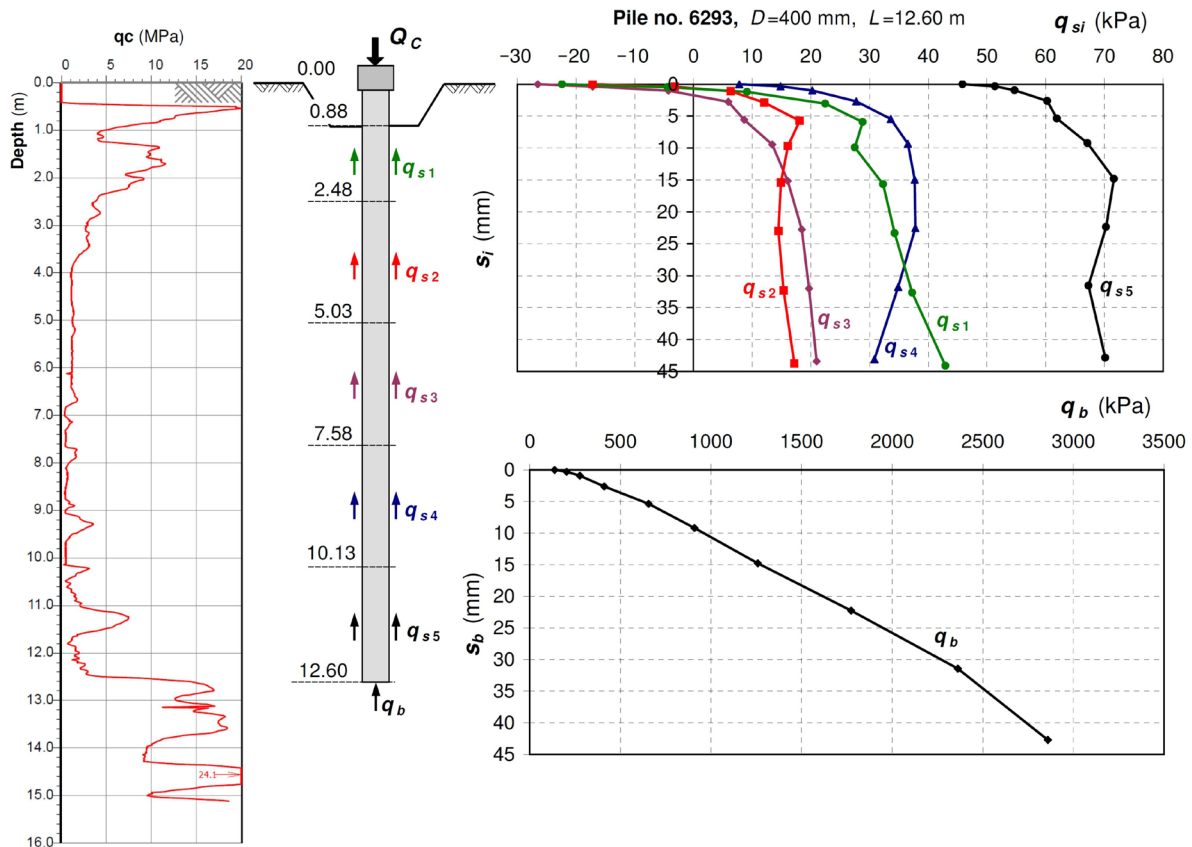 qc (MPa)
0 5 10 15 20
Depth (m)
0.0
1.0
2.0
3.0
4.0
5.0
6.0
7.0
8.0
9.0
10.0
11.0
12.0
13.0
14.0
15.0
16.0
24.1
Q C
0.00
0.88
q s1
2.48
q s2
5.03
q s3
7.58
q s4
10.13
q s5
12.60
q b
Pile no. 6293, D=400 mm, L=12.60 m
q si (kPa)
-30 -20 -10 0 10 20 30 40 50 60 70 80
s i (mm)
0
5
10
15
20
25
30
35
40
45
q s2
q s3
q s4
q s1
q s5
q b (kPa)
0 500 1000 1500 2000 2500 3000 3500
s b (mm)
0
5
10
15
20
25
30
35
40
45
q b